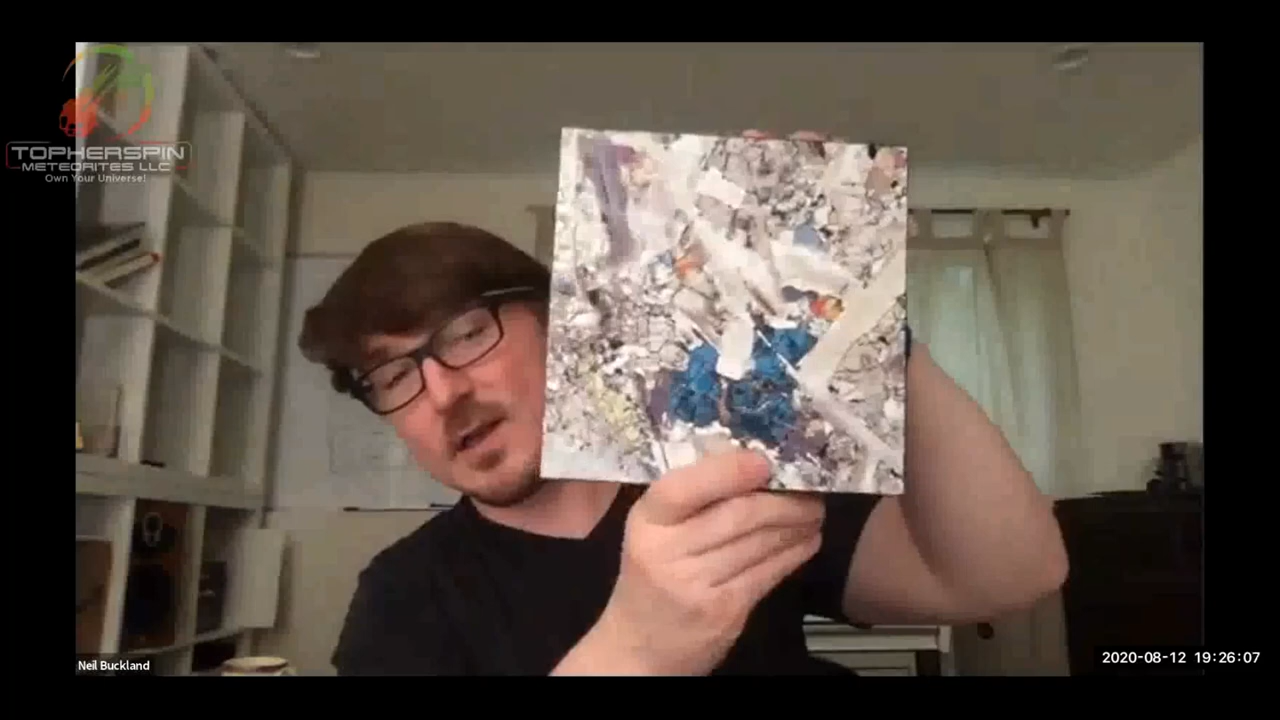 TOPHERSPIN
METEORITES LLC
Own Your Universe!
Neil Buckland
2020-08-12 19:26:07